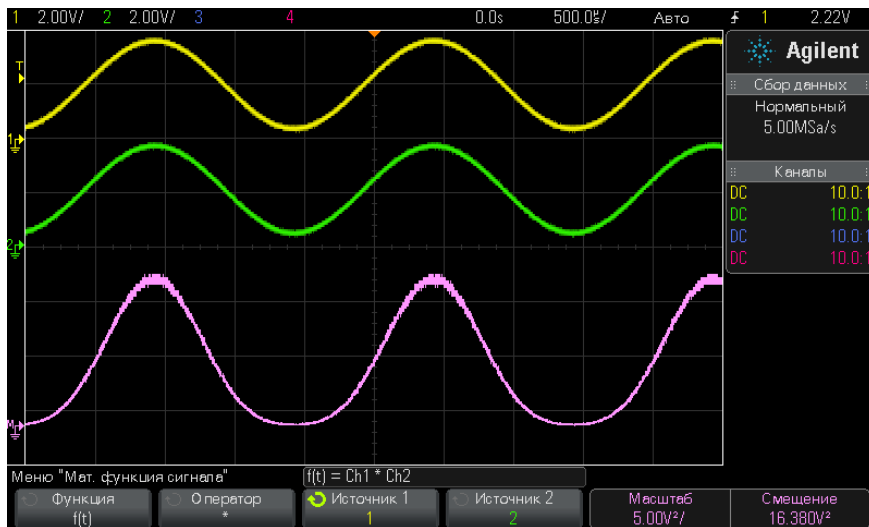 1 2.00V/ 2 2.00V/ 3 4 0.0s 500.0µs/ Авто 1 2.22V
T
1
2
M
Agilent
Сбор данных
Нормальный
5.00MSa/s
Каналы
DC 10.0:1
DC 10.0:1
DC 10.0:1
DC 10.0:1
Меню "Мат. функция сигнала"
f(t) = Ch1 * Ch2
Функция
f(t)
Оператор
*
Источник 1
1
Источник 2
2
Масштаб
5.00V²/
Смещение
16.380V²